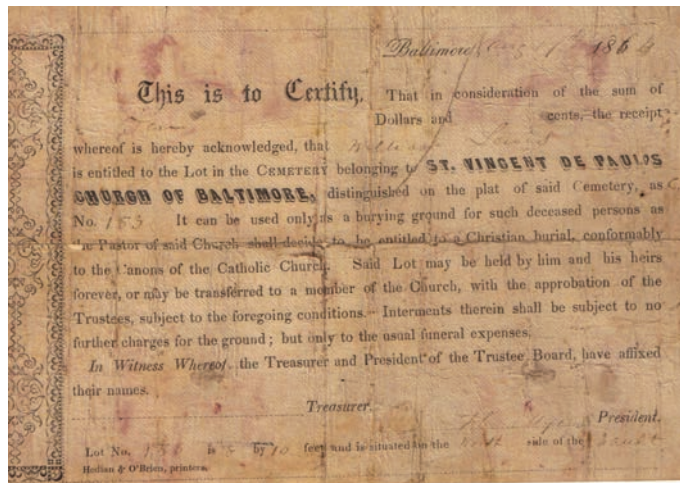 Baltimore, Aug 1864
This is to Certify, That in consideration of the sum of
Dollars and cents, the receipt
whereof is hereby acknowledged, that William
is entitled to the Lot in the CEMETERY belonging to ST. VINCENT DE PAUL'S
CHURCH OF BALTIMORE, distinguished on the plat of said Cemetery, as
No. 153 It can be used only as a burying ground for such deceased persons as
the Pastor of said Church shall decide to be entitled to a Christian burial, conformably
to the Canons of the Catholic Church. Said Lot may be held by him and his heirs
forever, or may be transferred to a member of the Church, with the approbation of the
Trustees, subject to the foregoing conditions. Interments therein shall be subject to no
further charges for the ground; but only to the usual funeral expenses.
In Witness Whereof, the Treasurer and President of the Trustee Board, have affixed
their names.
Treasurer.
President.
Lot No. is by 10 feet and is situated on the West side of the Vault
Hedian & O'Brien, printers.